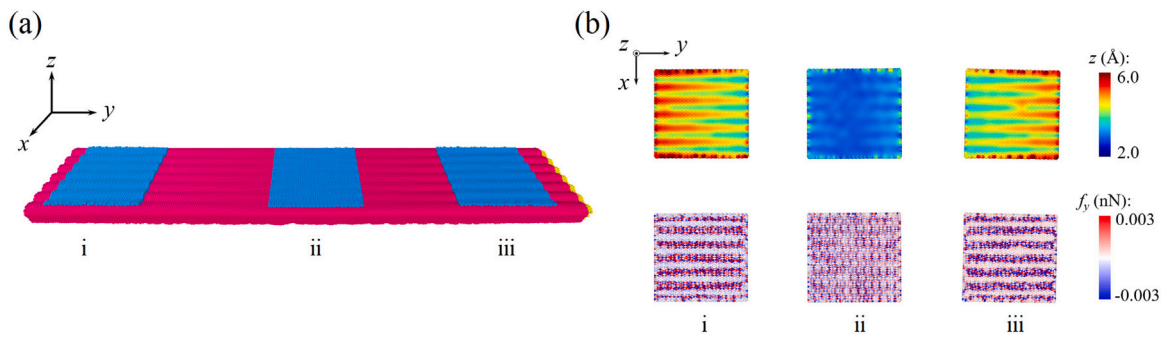 (a)
z
y
x
i
ii
iii
(b)
z
y
x
z (Å):
6.0
2.0
f_y (nN):
0.003
-0.003
i
ii
iii